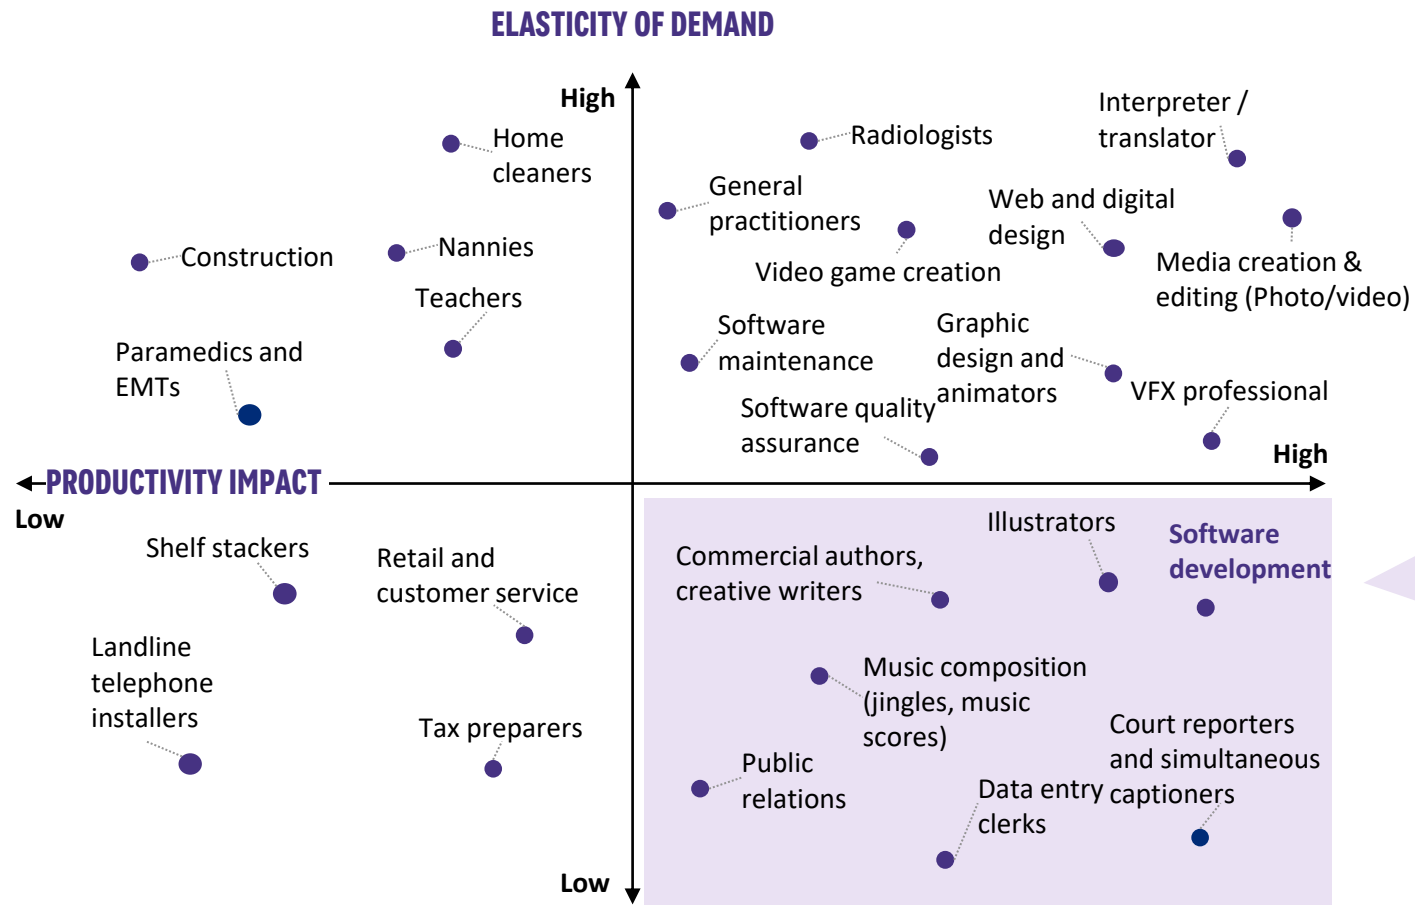 ELASTICITY OF DEMAND
High
Home
cleaners
Radiologists
Interpreter /
translator
General
practitioners
Web and digital
design
Construction
Nannies
Video game creation
Media creation &
editing (Photo/video)
Teachers
Paramedics and
EMTs
Software
maintenance
Graphic
design and
animators
VFX professional
Software quality
assurance
High
PRODUCTIVITY IMPACT
Low
Shelf stackers
Retail and
customer service
Landline
telephone
installers
Tax preparers
Illustrators
Software
development
Commercial authors,
creative writers
Music composition
(jingles, music
scores)
Court reporters
and simultaneous
captioners
Public
relations
Data entry
clerks
Low